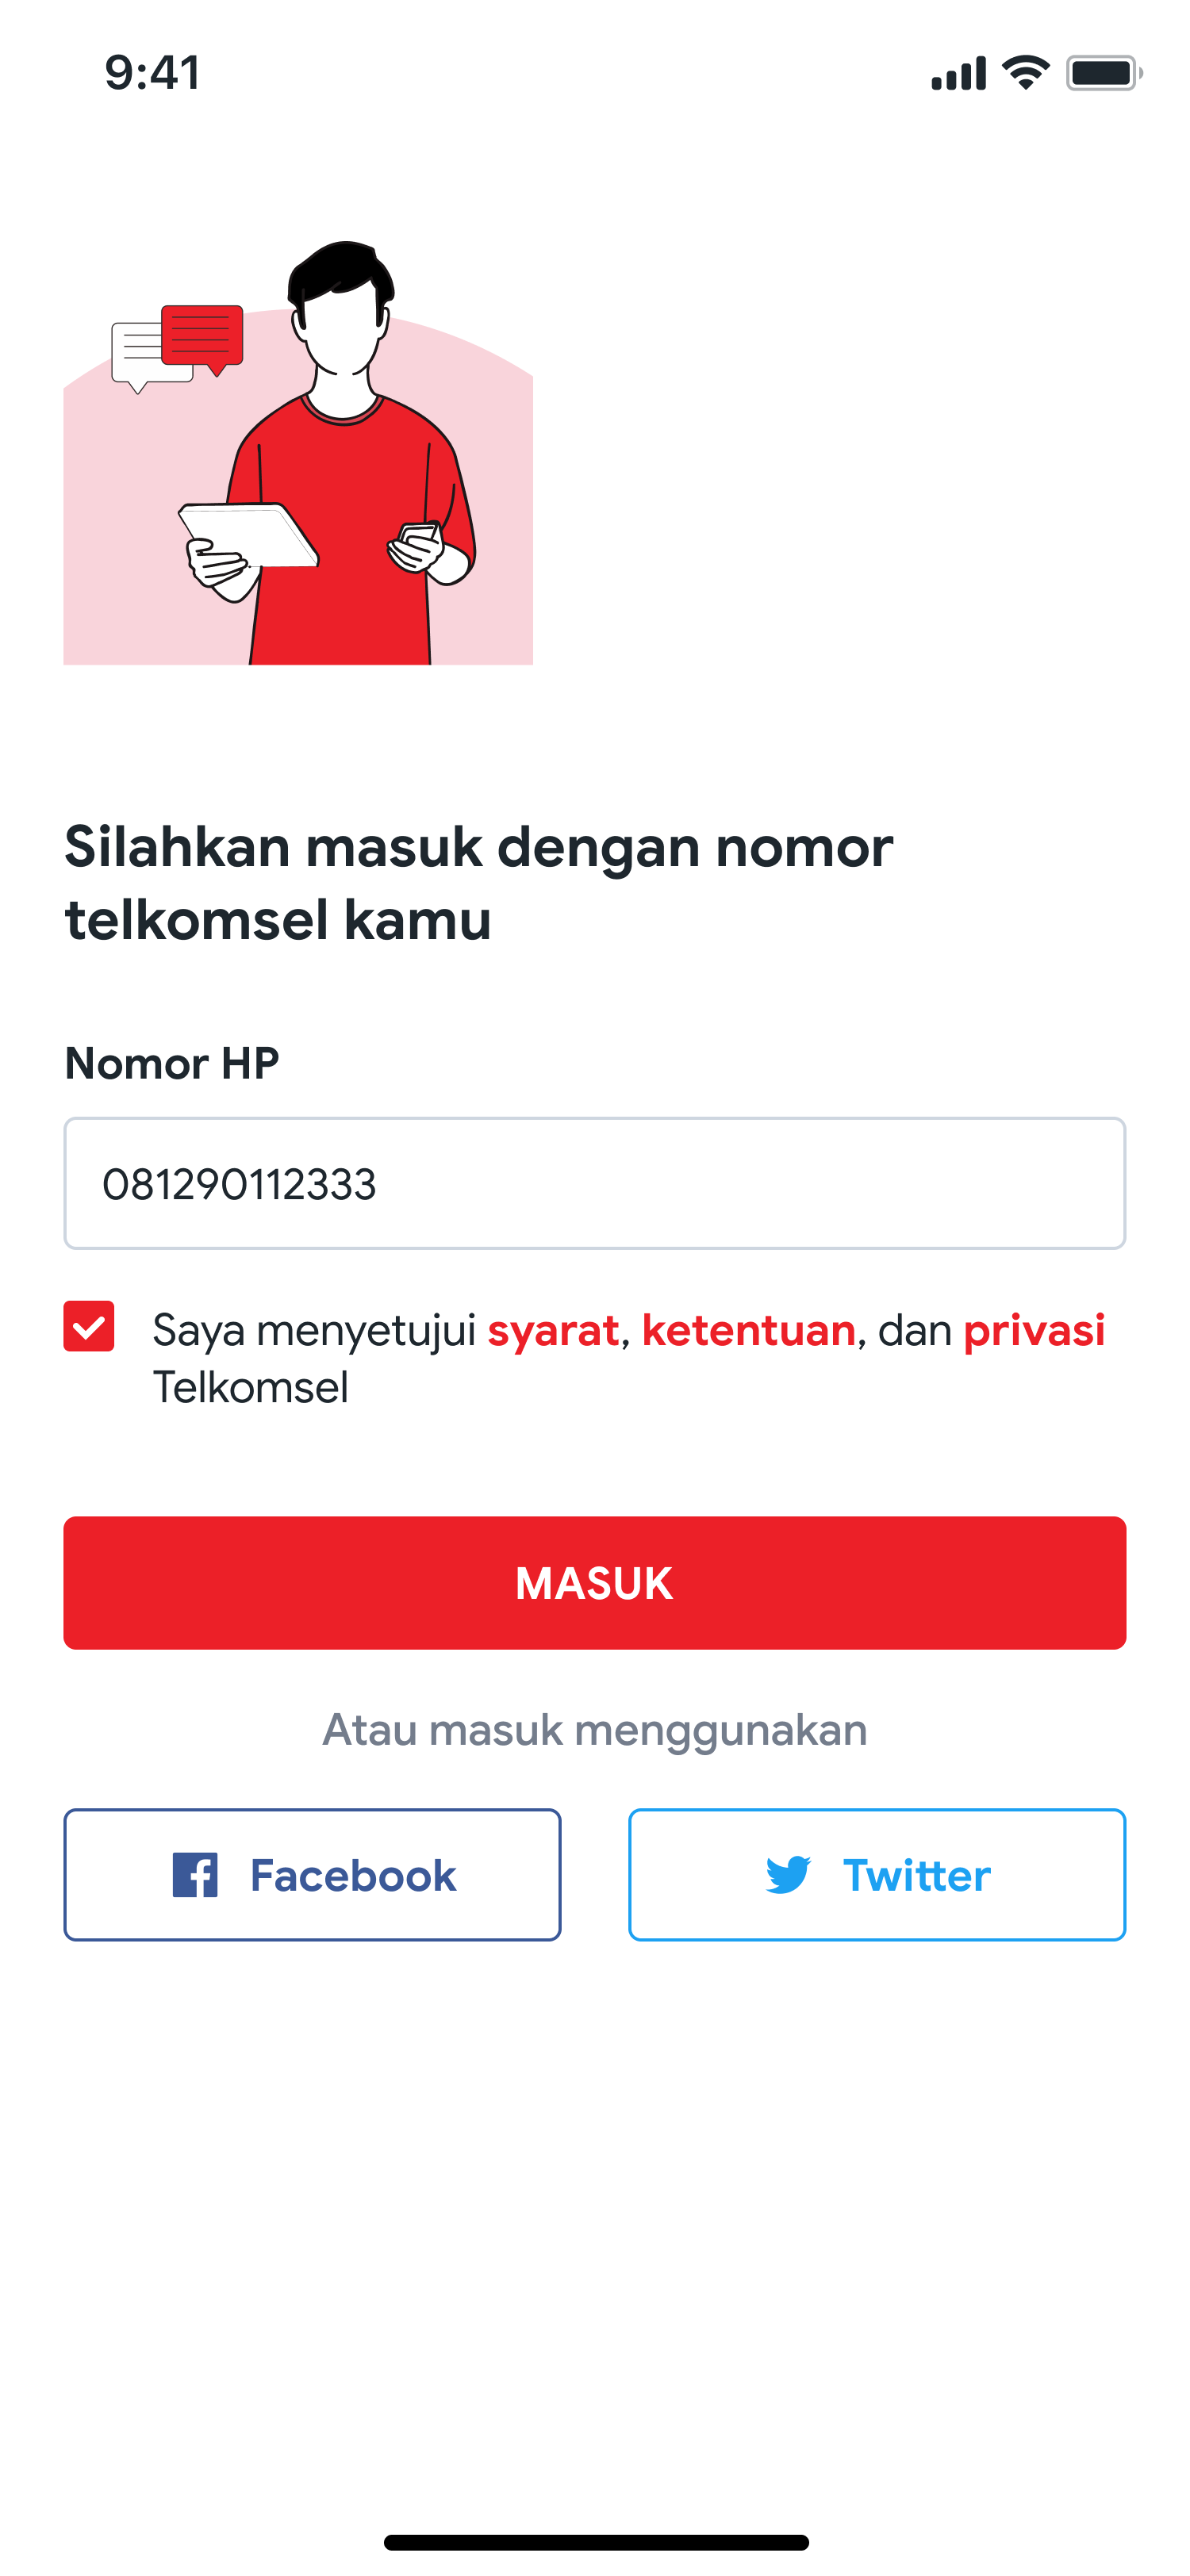 9:41
Silahkan masuk dengan nomor
telkomsel kamu
Nomor HP
081290112333
Saya menyetujui syarat, ketentuan, dan privasi
Telkomsel
MASUK
Atau masuk menggunakan
Facebook
Twitter